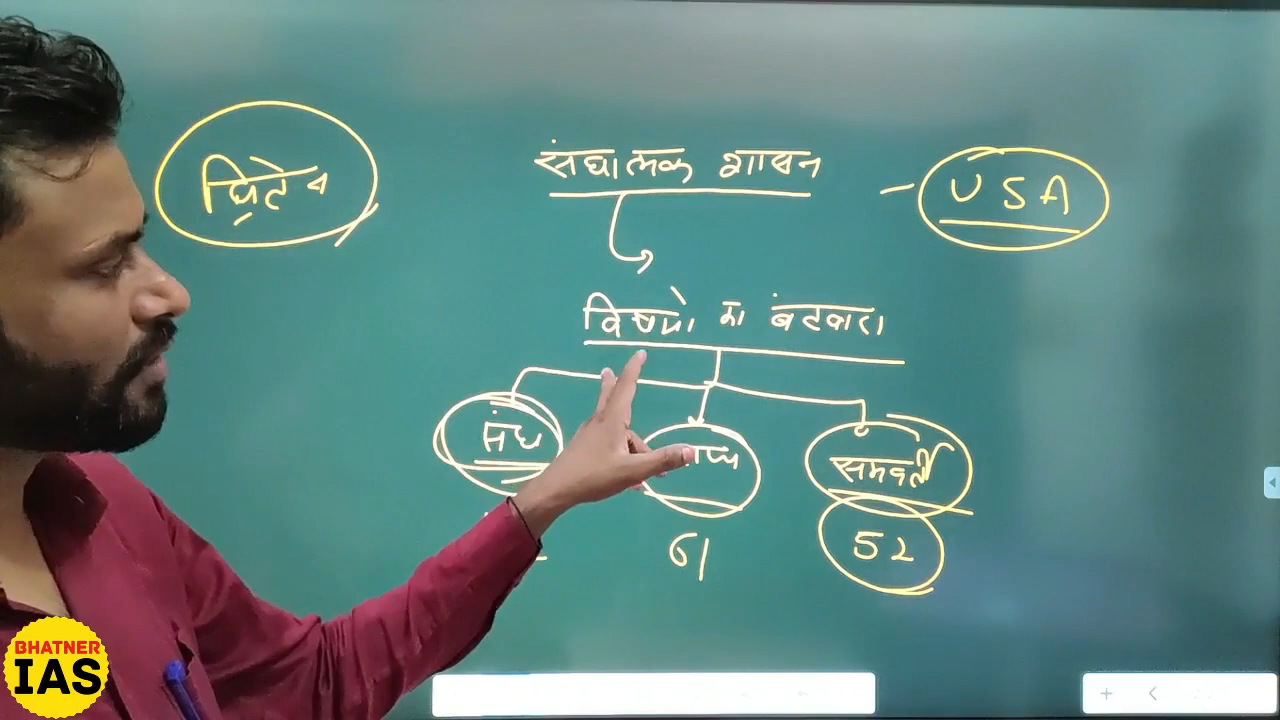 संघात्मक शासन
ब्रिटेन
USA
विषयों का बंटवारा
संघ
समवर्ती
61
52
BHATNER
IAS